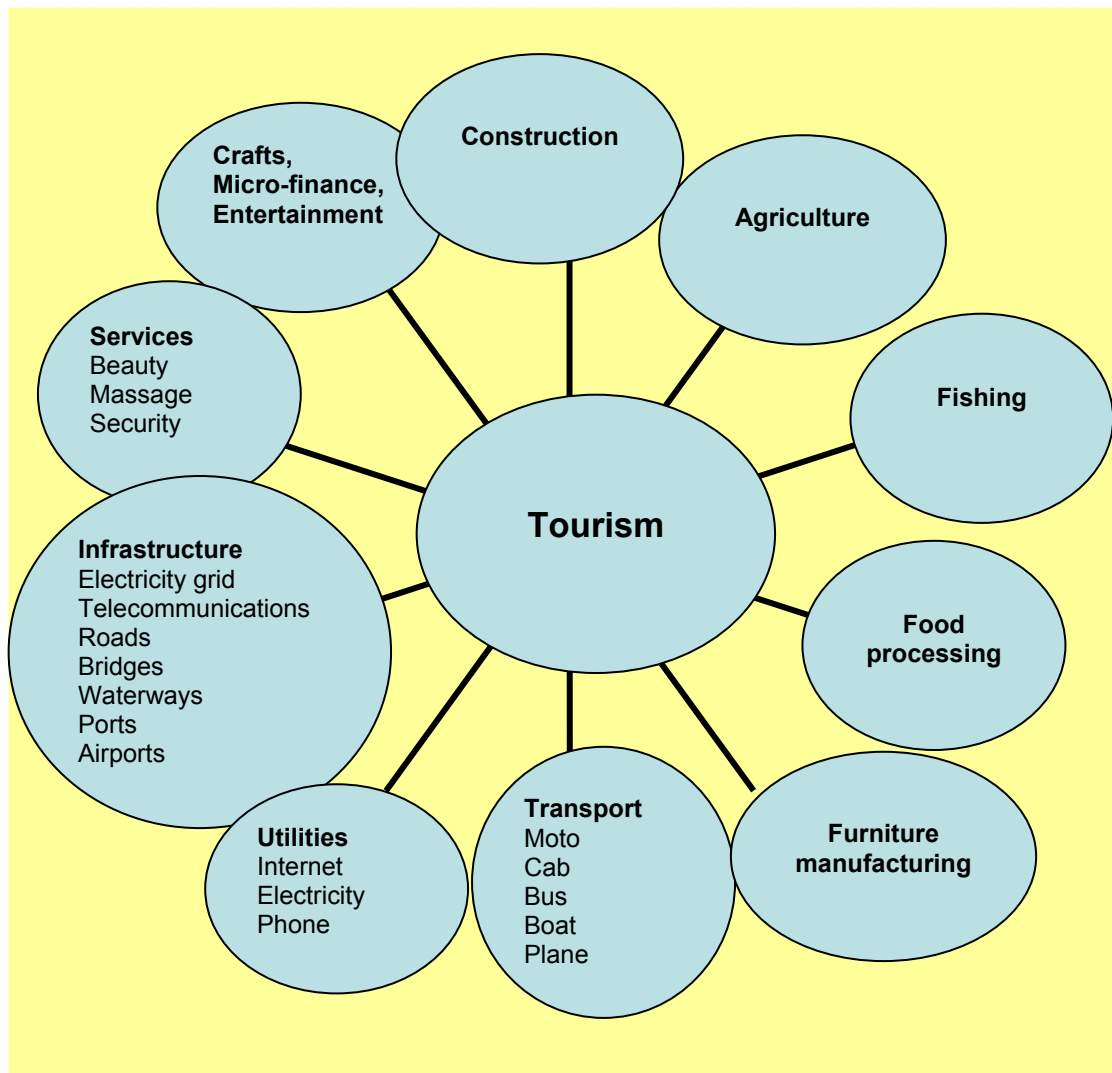 Construction
Crafts,
Micro-finance,
Entertainment
Agriculture
Services
Beauty
Massage
Security
Fishing
Tourism
Infrastructure
Electricity grid
Telecommunications
Roads
Bridges
Waterways
Ports
Airports
Food
processing
Utilities
Internet
Electricity
Phone
Transport
Moto
Cab
Bus
Boat
Plane
Furniture
manufacturing